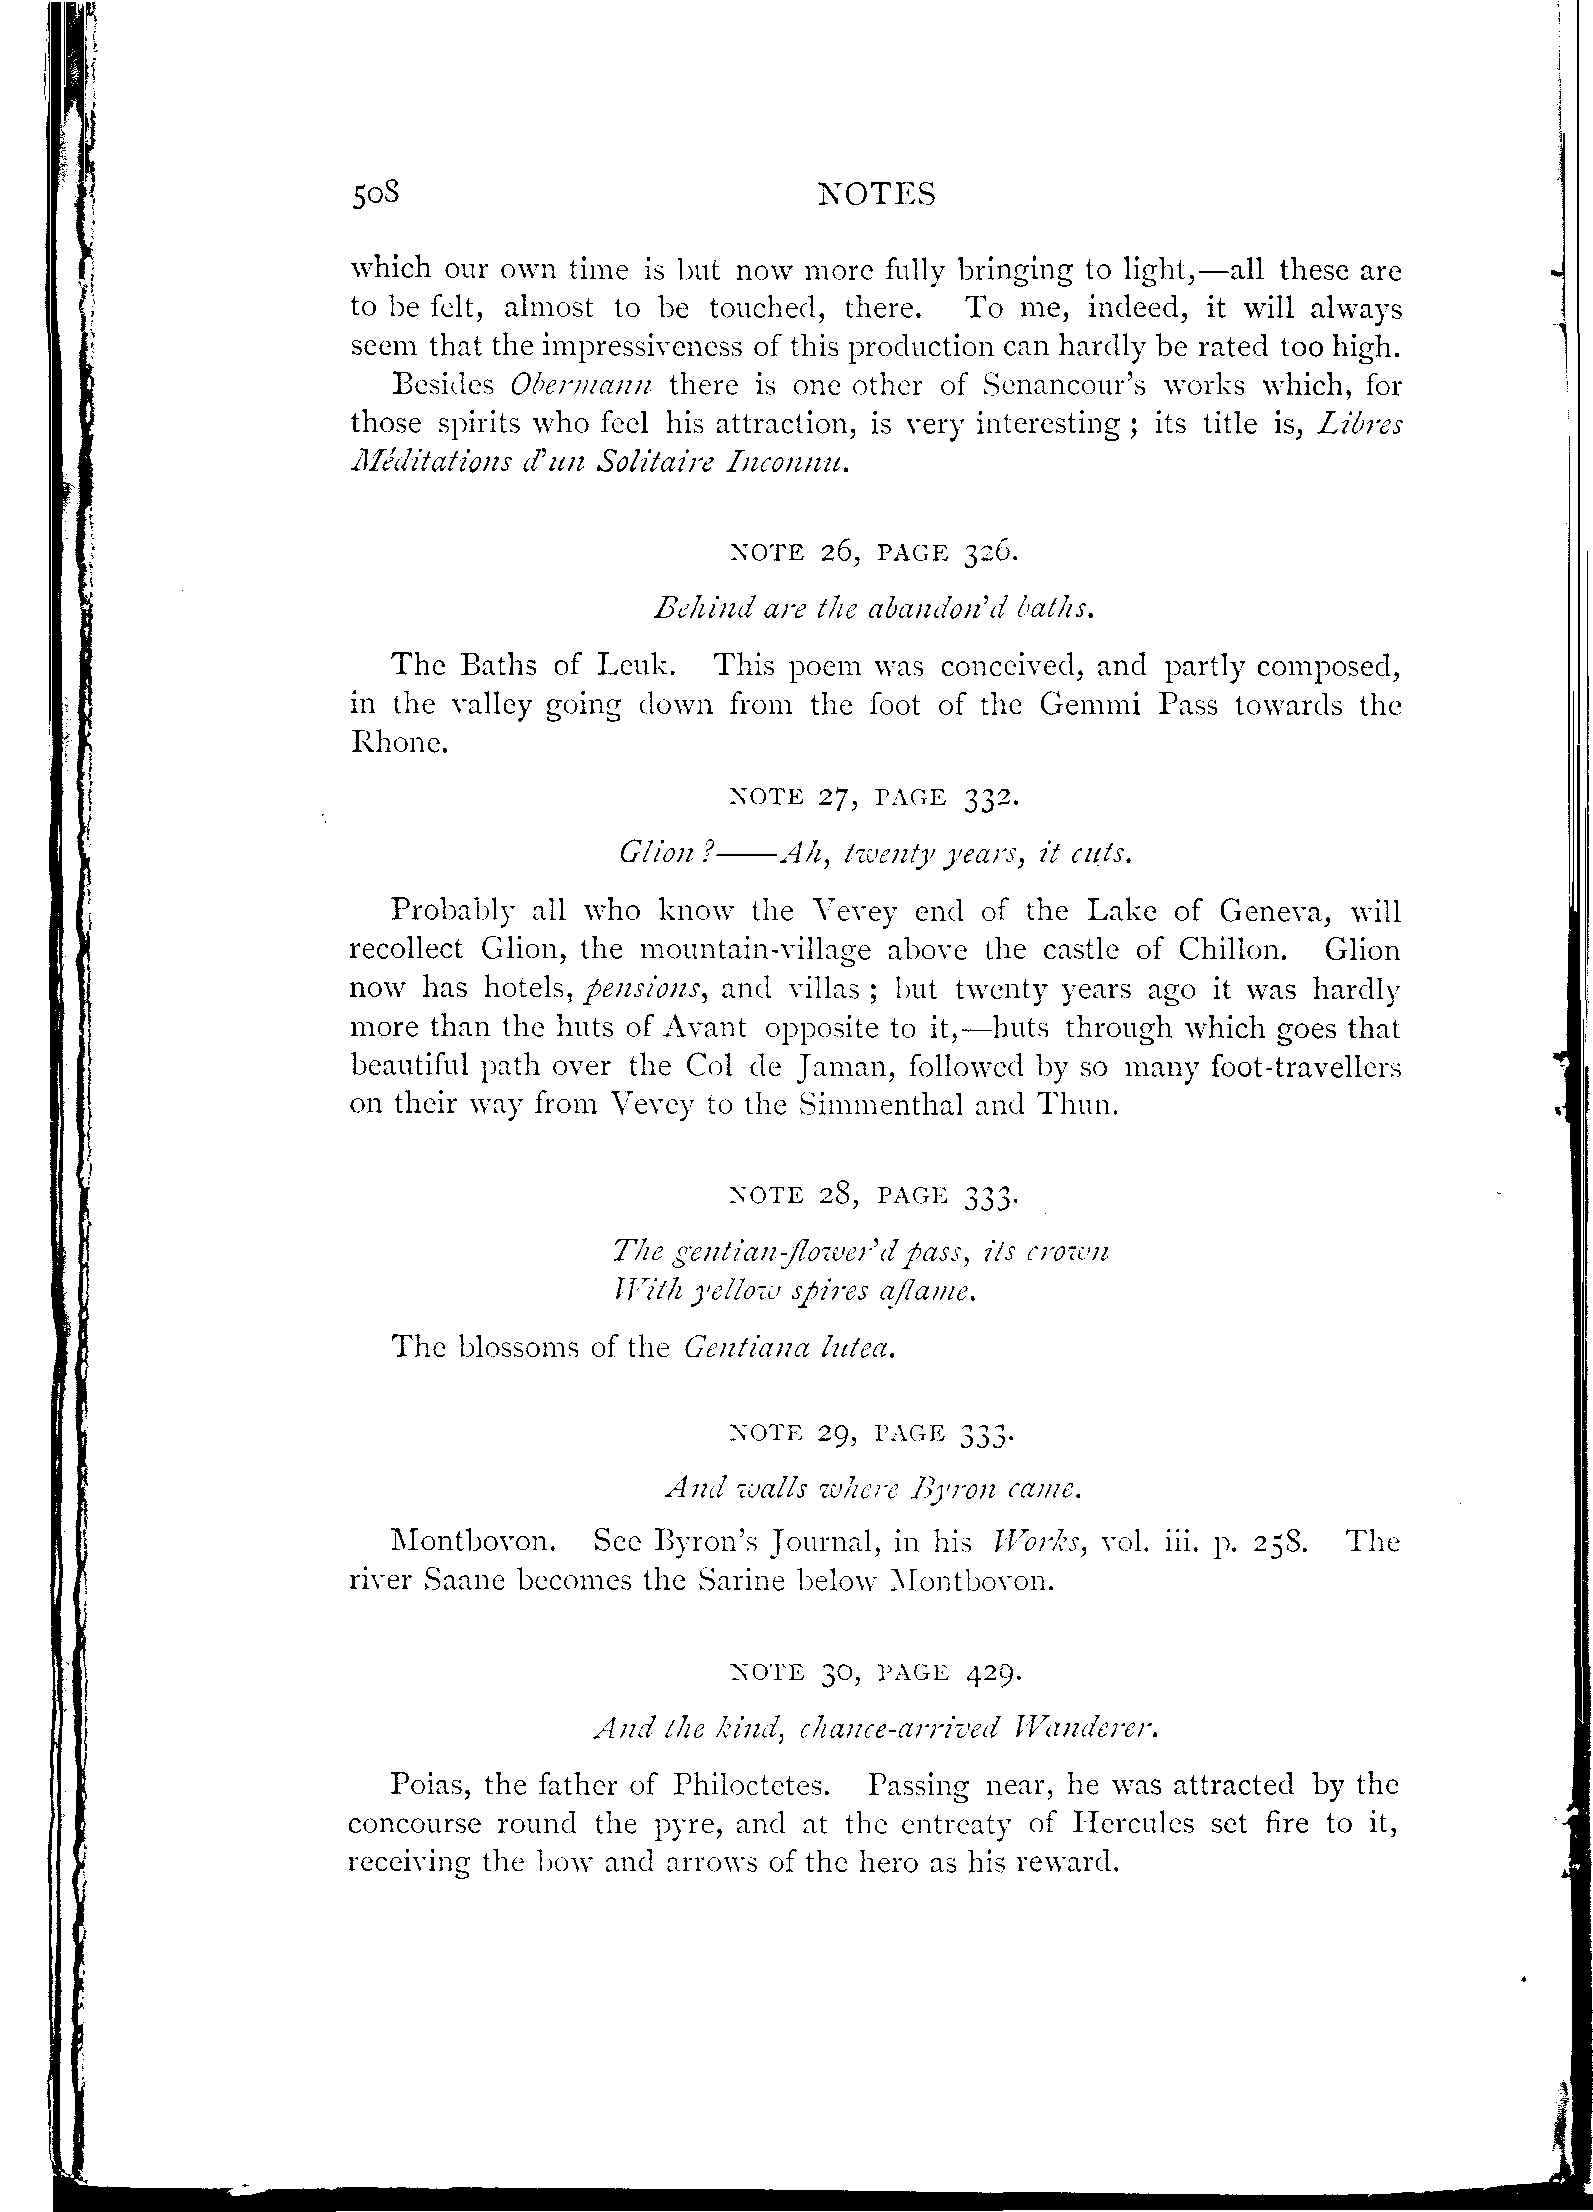 508 NOTES
which our own time is but now more fully bringing to light,—all these are
to be felt, almost to be touched, there. To me, indeed, it will always
seem that the impressiveness of this production can hardly be rated too high.
Besides Obermann there is one other of Senancour's works which, for
those spirits who feel his attraction, is very interesting ; its title is, Libres
Méditations d'un Solitaire Inconnu.
NOTE 26, PAGE 326.
Behind are the abandon'd baths.
The Baths of Leuk. This poem was conceived, and partly composed,
in the valley going down from the foot of the Gemmi Pass towards the
Rhone.
NOTE 27, PAGE 332.
Glion ?——Ah, twenty years, it cuts.
Probably all who know the Vevey end of the Lake of Geneva, will
recollect Glion, the mountain-village above the castle of Chillon. Glion
now has hotels, pensions, and villas ; but twenty years ago it was hardly
more than the huts of Avant opposite to it,—huts through which goes that
beautiful path over the Col de Jaman, followed by so many foot-travellers
on their way from Vevey to the Simmenthal and Thun.
NOTE 28, PAGE 333.
The gentian-flower'd pass, its crown
With yellow spires aflame.
The blossoms of the Gentiana lutea.
NOTE 29, PAGE 333.
And walls where Byron came.
Montbovon. See Byron's Journal, in his Works, vol. iii. p. 258. The
river Saane becomes the Sarine below Montbovon.
NOTE 30, PAGE 429.
And the kind, chance-arrived Wanderer.
Poias, the father of Philoctetes. Passing near, he was attracted by the
concourse round the pyre, and at the entreaty of Hercules set fire to it,
receiving the bow and arrows of the hero as his reward.